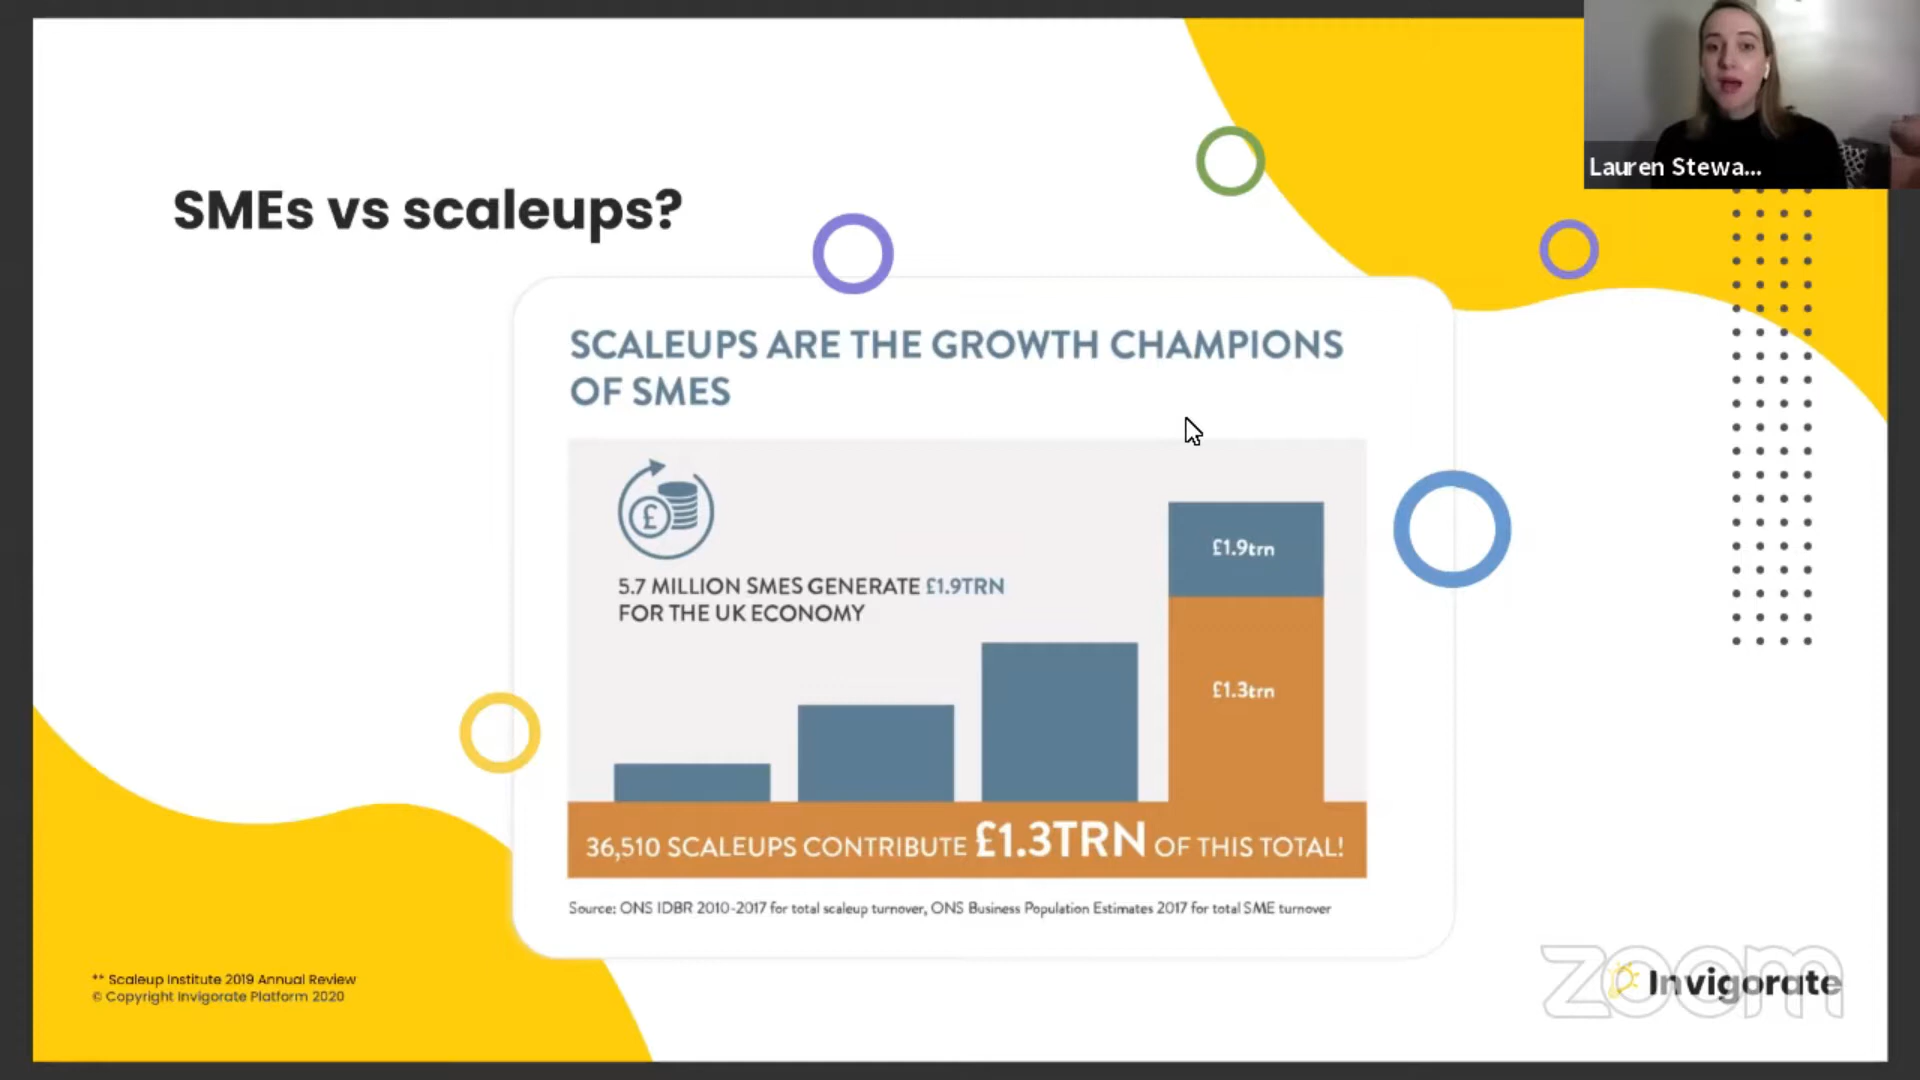 Lauren Stewa...
SMEs vs scaleups?
SCALEUPS ARE THE GROWTH CHAMPIONS
OF SMES
£
5.7 MILLION SMES GENERATE £1.9TRN
FOR THE UK ECONOMY
£1.9trn
£1.3trn
36,510 SCALEUPS CONTRIBUTE £1.3TRN OF THIS TOTAL!
Source: ONS IDBR 2010-2017 for total scaleup turnover, ONS Business Population Estimates 2017 for total SME turnover
** Scaleup Institute 2019 Annual Review
© Copyright Invigorate Platform 2020
zoom
Invigorate